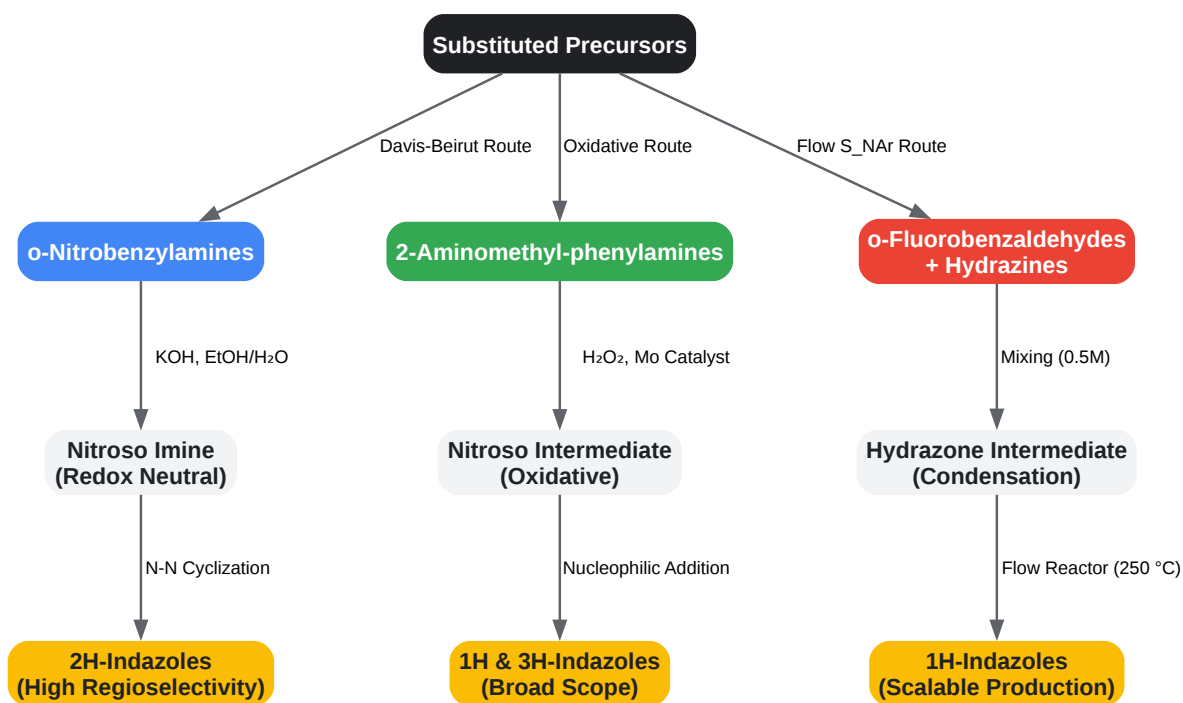 Substituted Precursors
Davis-Beirut Route
Oxidative Route
Flow S_NAr Route
o-Nitrobenzylamines
2-Aminomethyl-phenylamines
o-Fluorobenzaldehydes
+ Hydrazines
KOH, EtOH/H₂O
H₂O₂, Mo Catalyst
Mixing (0.5M)
Nitroso Imine
(Redox Neutral)
Nitroso Intermediate
(Oxidative)
Hydrazone Intermediate
(Condensation)
N-N Cyclization
Nucleophilic Addition
Flow Reactor (250 °C)
2H-Indazoles
(High Regioselectivity)
1H & 3H-Indazoles
(Broad Scope)
1H-Indazoles
(Scalable Production)